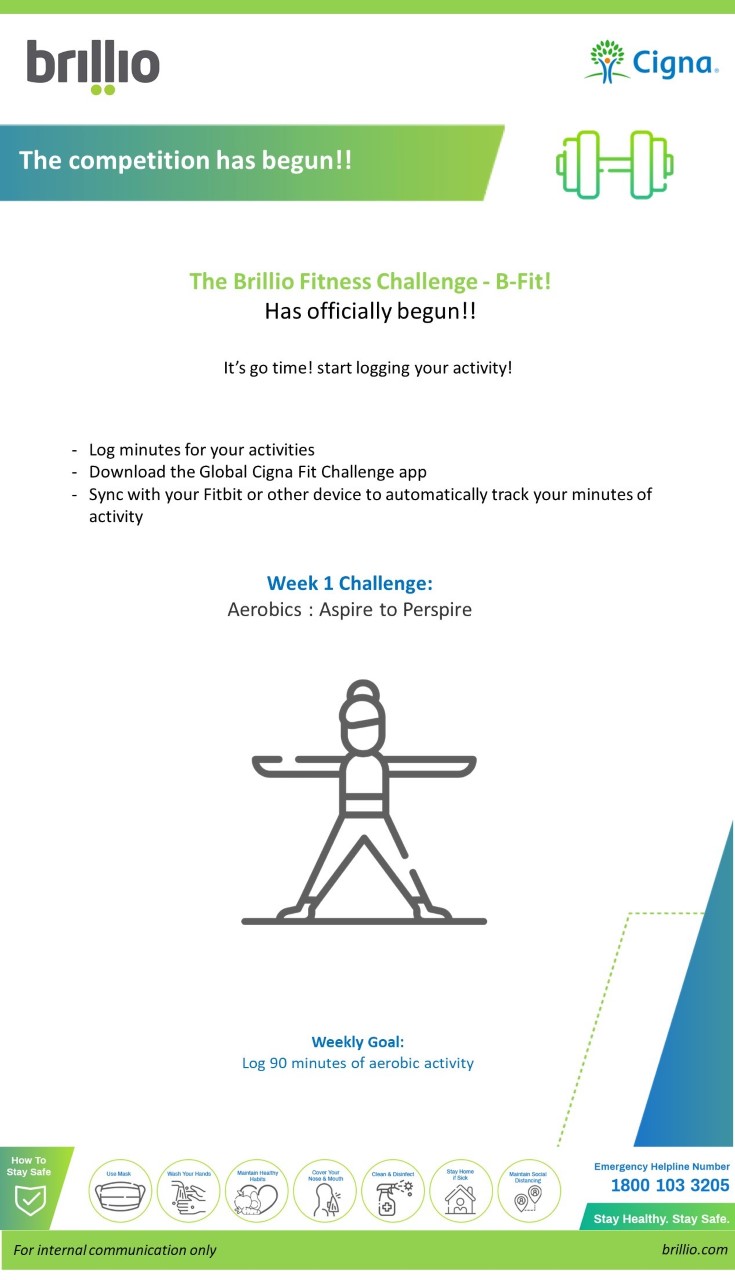 brillio
Cigna.
The competition has begun!!
The Brillio Fitness Challenge - B-Fit!
Has officially begun!!
It's go time! start logging your activity!
- Log minutes for your activities
- Download the Global Cigna Fit Challenge app
- Sync with your Fitbit or other device to automatically track your minutes of
activity
Week 1 Challenge:
Aerobics : Aspire to Perspire
Weekly Goal:
Log 90 minutes of aerobic activity
How To
Stay Safe
Use Mask
Wash Your Hands
Maintain Healthy
Habits
Cover Your
Nose & Mouth
Clean & Disinfect
Stay Home
If Sick
Maintain Social
Distancing
Emergency Helpline Number
1800 103 3205
Stay Healthy. Stay Safe.
For internal communication only
brillio.com